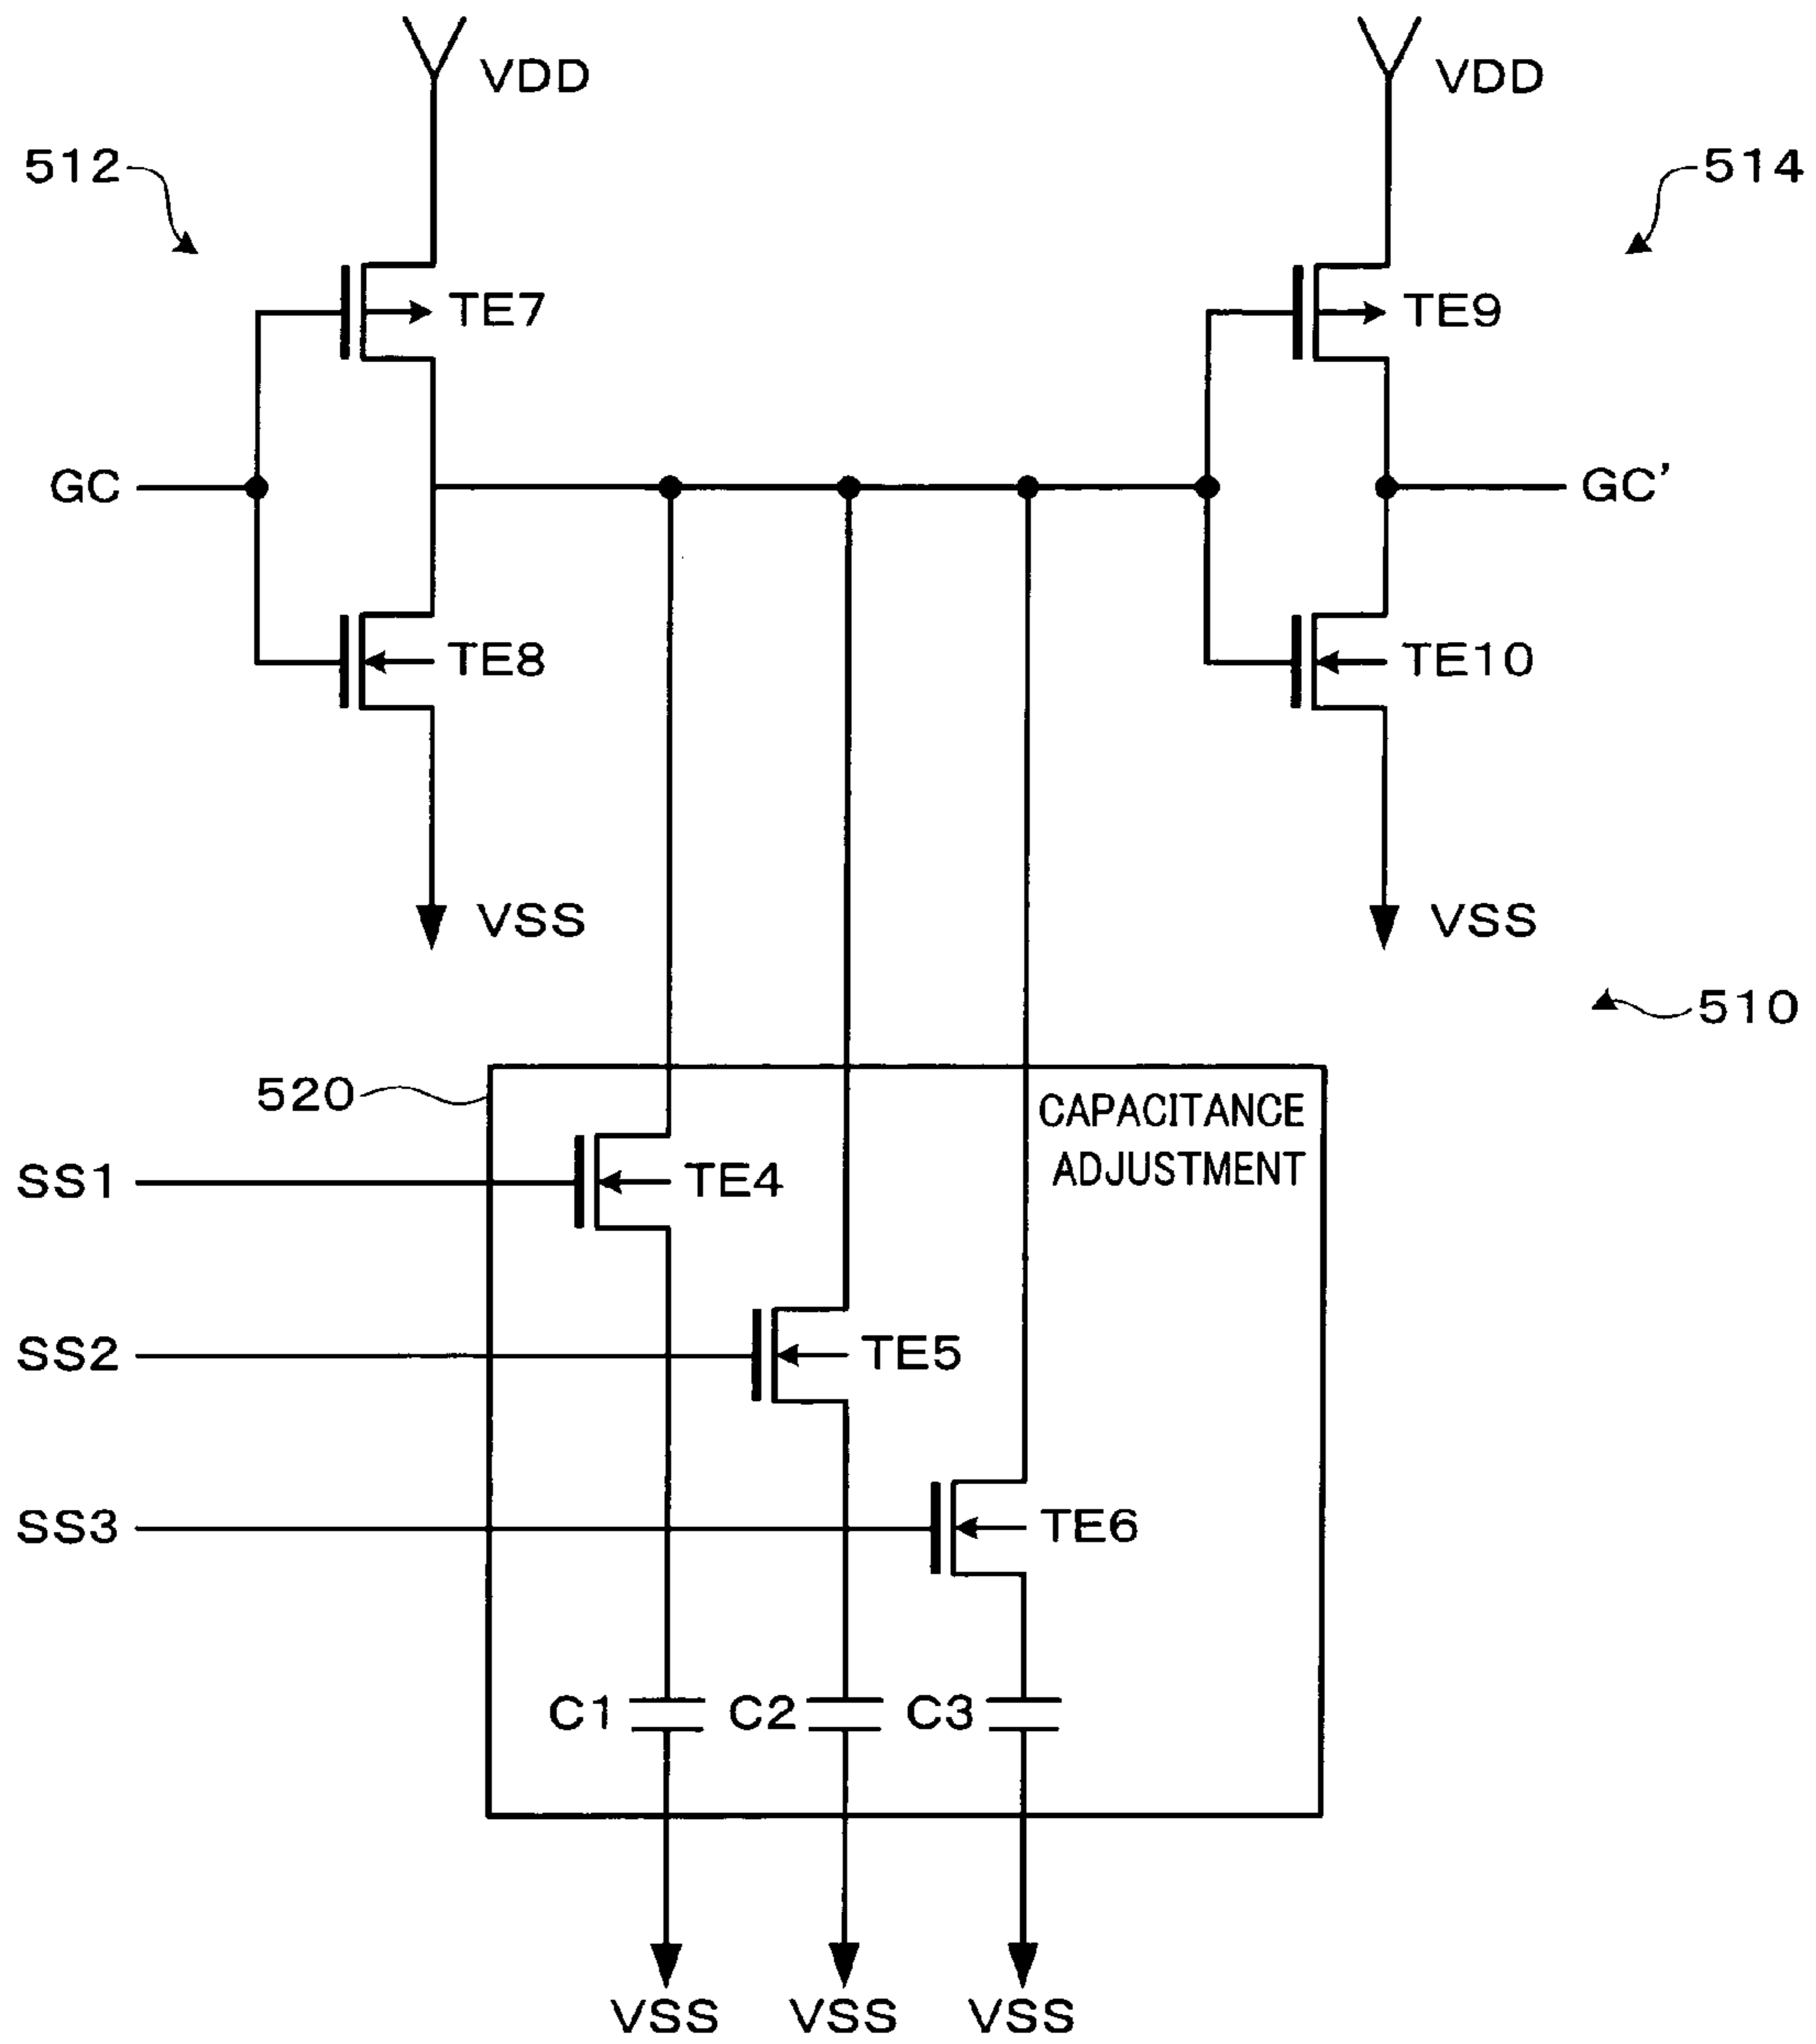 VDD
VDD
512
514
TE7
TE9
GC
GC'
TE8
TE10
VSS
VSS
510
520
CAPACITANCE
ADJUSTMENT
SS1
TE4
SS2
TE5
SS3
TE6
C1
C2
C3
VSS
VSS
VSS